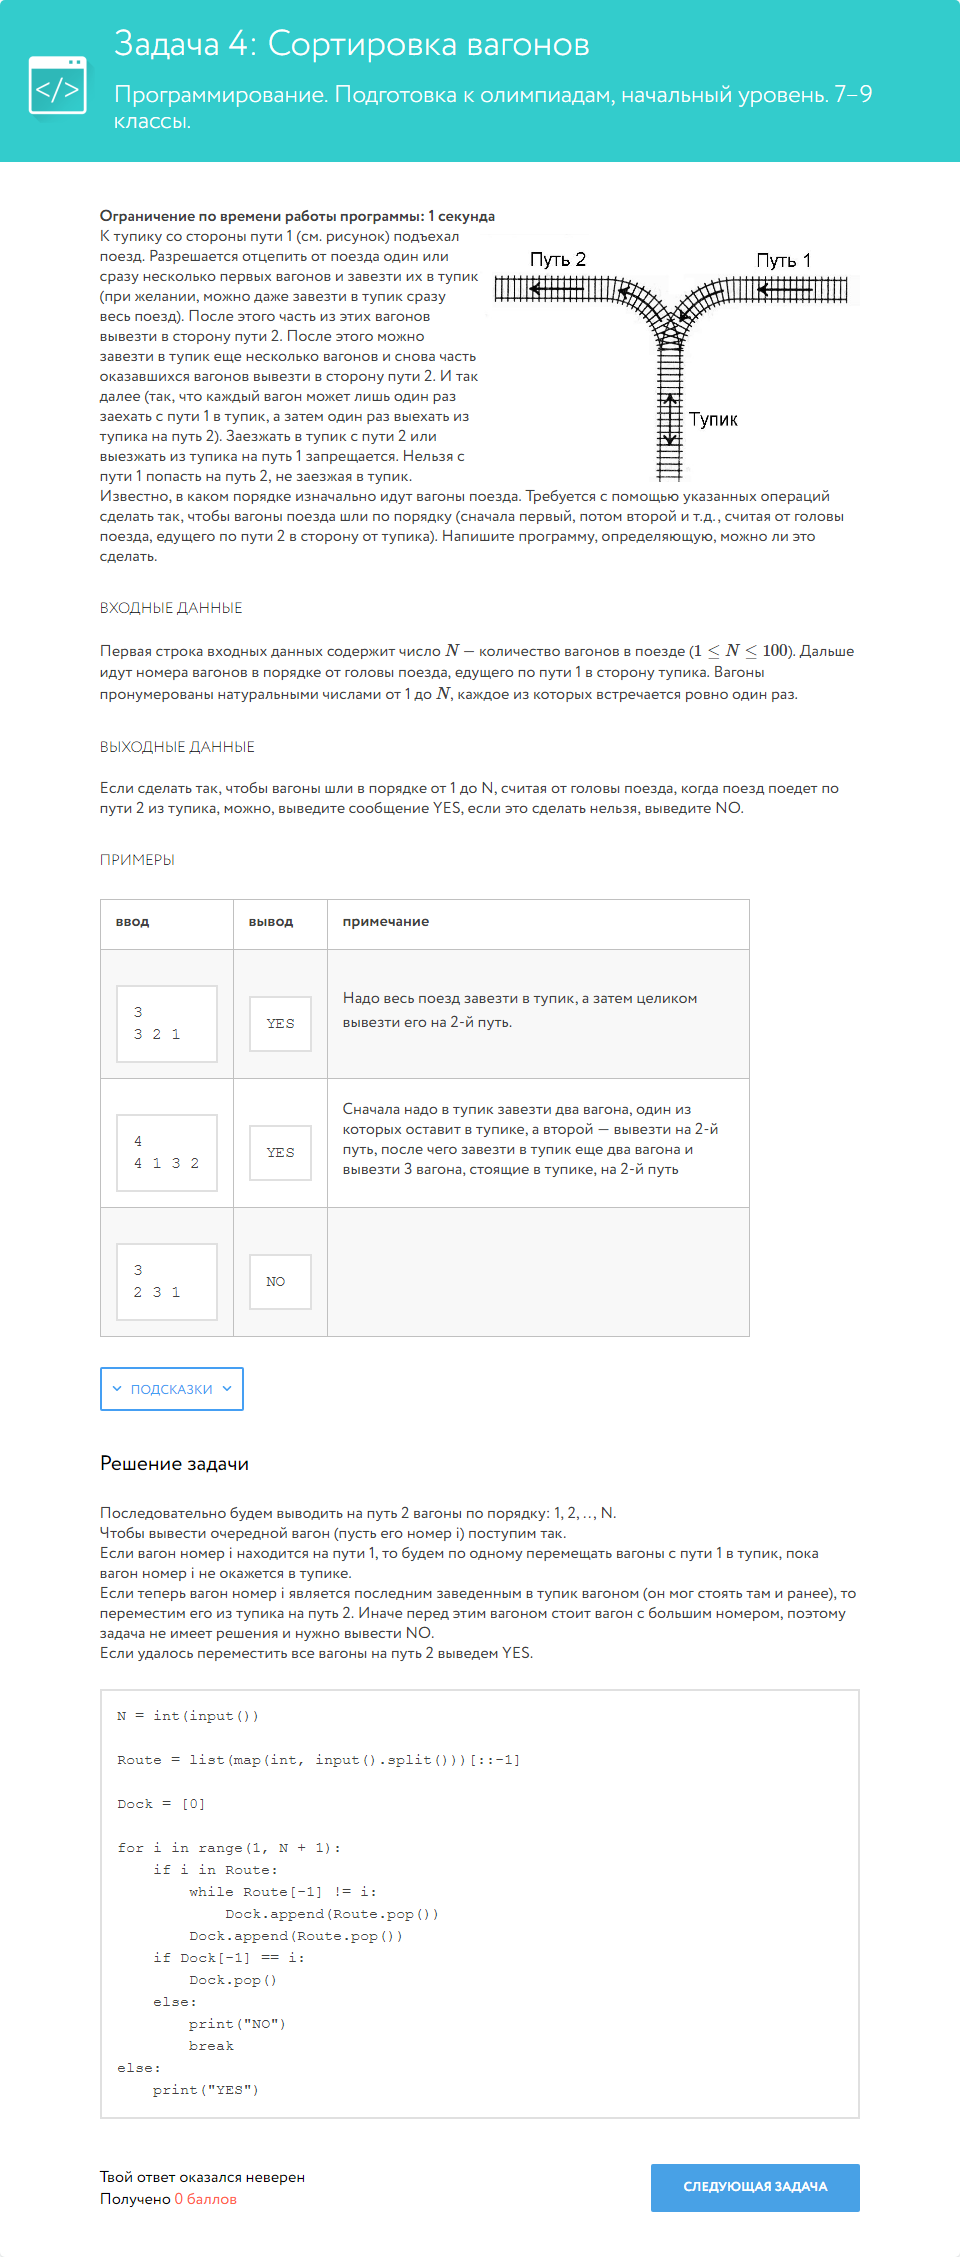 Задача 4: Сортировка вагонов
</>
Программирование. Подготовка к олимпиадам, начальный уровень. 7–9
классы.
Ограничение по времени работы программы: 1 секунда
К тупику со стороны пути 1 (см. рисунок) подъехал
поезд. Разрешается отцепить от поезда один или
сразу несколько первых вагонов и завезти их в тупик
(при желании, можно даже завезти в тупик сразу
весь поезд). После этого часть из этих вагонов
вывезти в сторону пути 2. После этого можно
завезти в тупик еще несколько вагонов и снова часть
оказавшихся вагонов вывезти в сторону пути 2. И так
далее (так, что каждый вагон может лишь один раз
заехать с пути 1 в тупик, а затем один раз выехать из
тупика на путь 2). Заезжать в тупик с пути 2 или
выезжать из тупика на путь 1 запрещается. Нельзя с
пути 1 попасть на путь 2, не заезжая в тупик.
Путь 2
Путь 1
Тупик
Известно, в каком порядке изначально идут вагоны поезда. Требуется с помощью указанных операций
сделать так, чтобы вагоны поезда шли по порядку (сначала первый, потом второй и т.д., считая от головы
поезда, едущего по пути 2 в сторону от тупика). Напишите программу, определяющую, можно ли это
сделать.
ВХОДНЫЕ ДАННЫЕ
Первая строка входных данных содержит число N — количество вагонов в поезде (1 ≤ N ≤ 100). Дальше
идут номера вагонов в порядке от головы поезда, едущего по пути 1 в сторону тупика. Вагоны
пронумерованы натуральными числами от 1 до N, каждое из которых встречается ровно один раз.
ВЫХОДНЫЕ ДАННЫЕ
Если сделать так, чтобы вагоны шли в порядке от 1 до N, считая от головы поезда, когда поезд поедет по
пути 2 из тупика, можно, выведите сообщение YES, если это сделать нельзя, выведите NO.
ПРИМЕРЫ
ввод вывод примечание
3
3 2 1
YES
Надо весь поезд завезти в тупик, а затем целиком
вывезти его на 2-й путь.
4
4 1 3 2
YES
Сначала надо в тупик завезти два вагона, один из
которых оставит в тупике, а второй — вывезти на 2-й
путь, после чего завезти в тупик еще два вагона и
вывезти 3 вагона, стоящие в тупике, на 2-й путь
3
2 3 1
NO
ПОДСКАЗКИ
Решение задачи
Последовательно будем выводить на путь 2 вагоны по порядку: 1, 2, .., N.
Чтобы вывести очередной вагон (пусть его номер i) поступим так.
Если вагон номер i находится на пути 1, то будем по одному перемещать вагоны с пути 1 в тупик, пока
вагон номер i не окажется в тупике.
Если теперь вагон номер i является последним заведенным в тупик вагоном (он мог стоять там и ранее), то
переместим его из тупика на путь 2. Иначе перед этим вагоном стоит вагон с большим номером, поэтому
задача не имеет решения и нужно вывести NO.
Если удалось переместить все вагоны на путь 2 выведем YES.
N = int(input())
Route = list(map(int, input().split()))[::-1]
Dock = [0]
for i in range(1, N + 1):
    if i in Route:
        while Route[-1] != i:
            Dock.append(Route.pop())
        Dock.append(Route.pop())
    if Dock[-1] == i:
        Dock.pop()
    else:
        print("NO")
        break
else:
    print("YES")
Твой ответ оказался неверен
Получено 0 баллов
СЛЕДУЮЩАЯ ЗАДАЧА